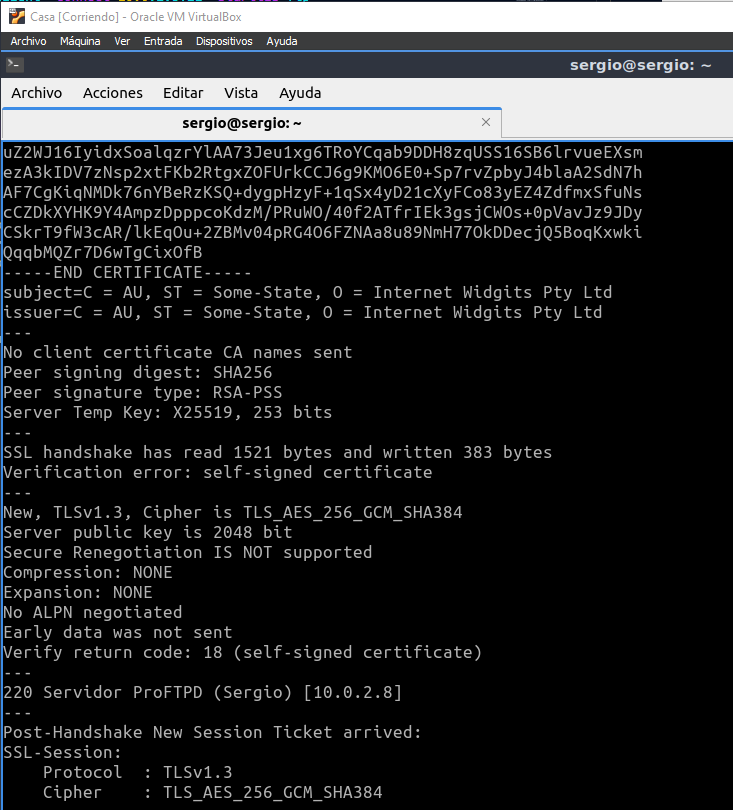 Casa [Corriendo] - Oracle VM VirtualBox
Archivo Máquina Ver Entrada Dispositivos Ayuda
sergio@sergio: ~
Archivo Acciones Editar Vista Ayuda
sergio@sergio: ~
uZ2WJ16IyidxSoalqzrYlAA73Jeu1xg6TRoYCqab9DDH8zqUSS16SB6lrvueEXsm
ezA3kIDV7zNsp2xtFKb2RtgxZOFUrkCCJ6g9KMO6E0+Sp7rvZpbyJ4blaA2SdN7h
AF7CgKiqNMDk76nYBeRzKSQ+dygpHzyF+1qSx4yD21cXyFCo83yEZ4ZdfmxSfuNs
cCZDkXYHK9Y4AmpzDpppcoKdzM/PRuWO/40f2ATfrIEk3gsjCWOs+0pVavJz9JDy
CSkrT9fW3cAR/lkEqOu+2ZBMv04pRG4O6FZNAa8u89NmH77OkDDecjQ5BoqKxwki
QqqbMQZr7D6wTgCixOfB
-----END CERTIFICATE-----
subject=C = AU, ST = Some-State, O = Internet Widgits Pty Ltd
issuer=C = AU, ST = Some-State, O = Internet Widgits Pty Ltd
---
No client certificate CA names sent
Peer signing digest: SHA256
Peer signature type: RSA-PSS
Server Temp Key: X25519, 253 bits
---
SSL handshake has read 1521 bytes and written 383 bytes
Verification error: self-signed certificate
---
New, TLSv1.3, Cipher is TLS_AES_256_GCM_SHA384
Server public key is 2048 bit
Secure Renegotiation IS NOT supported
Compression: NONE
Expansion: NONE
No ALPN negotiated
Early data was not sent
Verify return code: 18 (self-signed certificate)
---
220 Servidor ProFTPD (Sergio) [10.0.2.8]
---
Post-Handshake New Session Ticket arrived:
SSL-Session:
    Protocol  : TLSv1.3
    Cipher    : TLS_AES_256_GCM_SHA384